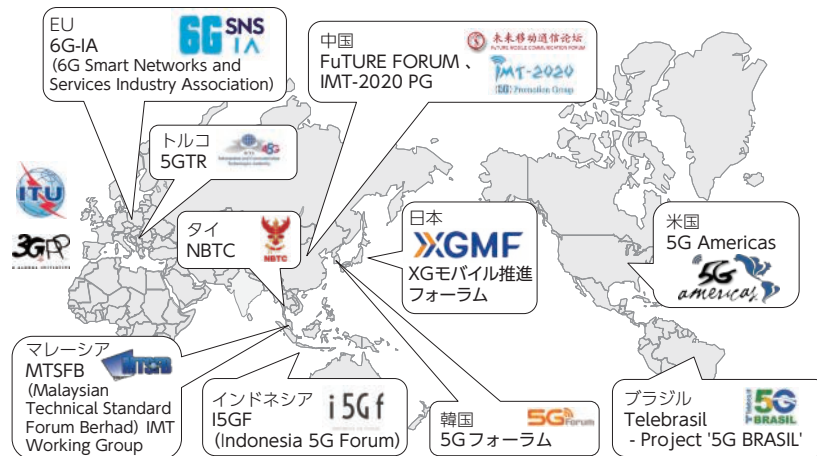 EU
6G-IA
(6G Smart Networks and
Services Industry Association)
6G SNS
IA
中国
FuTURE FORUM 、
IMT-2020 PG
未来移动通信论坛
FuTURE MOBILE COMMUNICATION FORUM
IMT-2020
(5G) Promotion Group
トルコ
5GTR
ITU
3GPP
タイ
NBTC
NBTC
日本
XGMF
XGモバイル推進
フォーラム
米国
5G Americas
5G
americas
マレーシア
MTSFB
MTSFB
(Malaysian
Technical Standard
Forum Berhad) IMT
Working Group
インドネシア
I5GF
(Indonesia 5G Forum)
i5Gf
韓国
5Gフォーラム
5G Forum
ブラジル
Telebrasil
- Project '5G BRASIL'
Telebrasil
5G
BRASIL